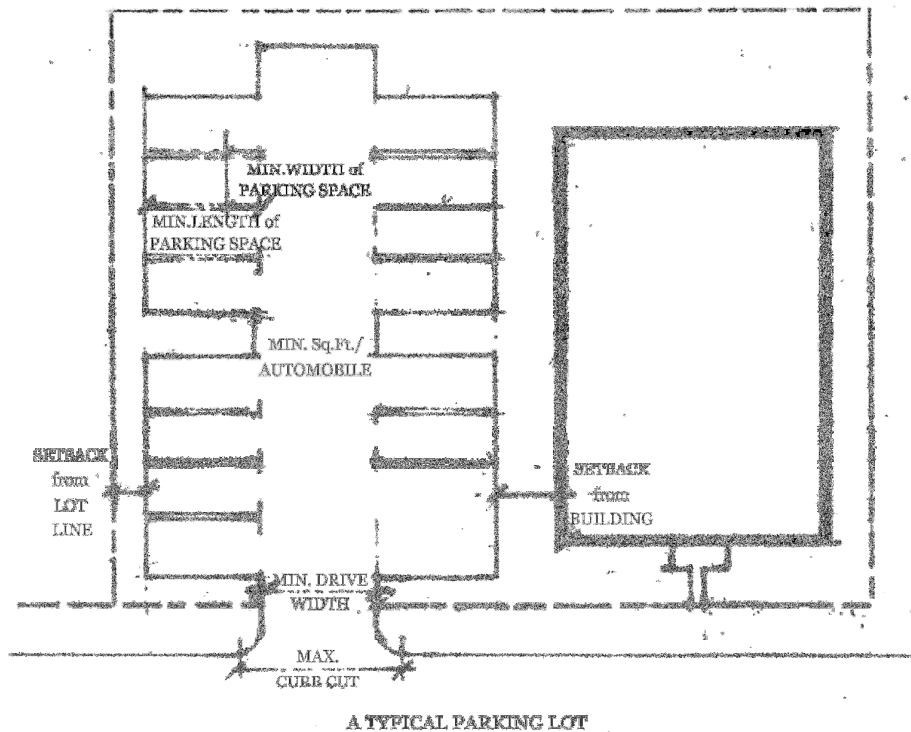 MIN.WIDTH of
PARKING SPACE
MIN.LENGTH of
PARKING SPACE
MIN. Sq.Ft./
AUTOMOBILE
SETBACK
from
LOT
LINE
SETBACK
from
BUILDING
MIN. DRIVE
WIDTH
MAX.
CURB CUT
A TYPICAL PARKING LOT